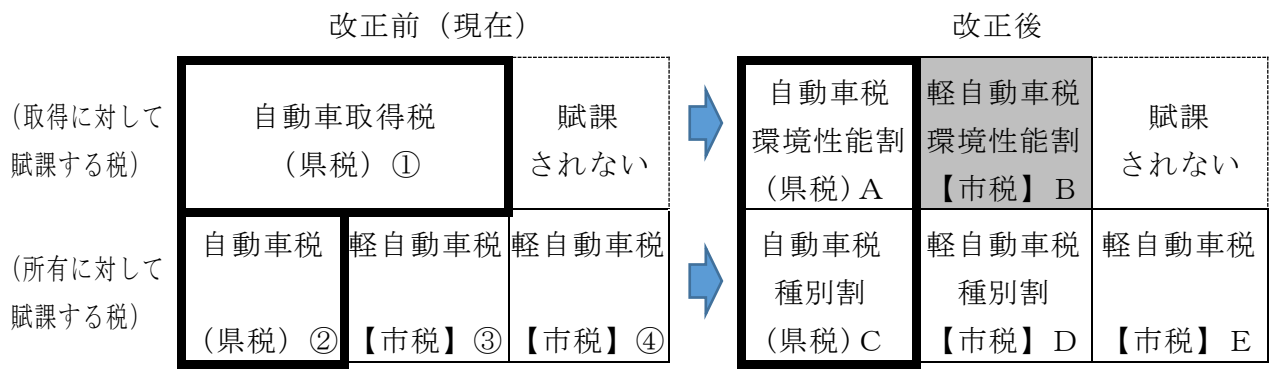 改正前（現在）
改正後
（取得に対して
賦課する税）
自動車取得税
（県税）①
賦課
されない
自動車税
環境性能割
（県税）A
軽自動車税
環境性能割
【市税】B
賦課
されない
（所有に対して
賦課する税）
自動車税
（県税）②
軽自動車税
【市税】③
軽自動車税
【市税】④
自動車税
種別割
（県税）C
軽自動車税
種別割
【市税】D
軽自動車税
【市税】E